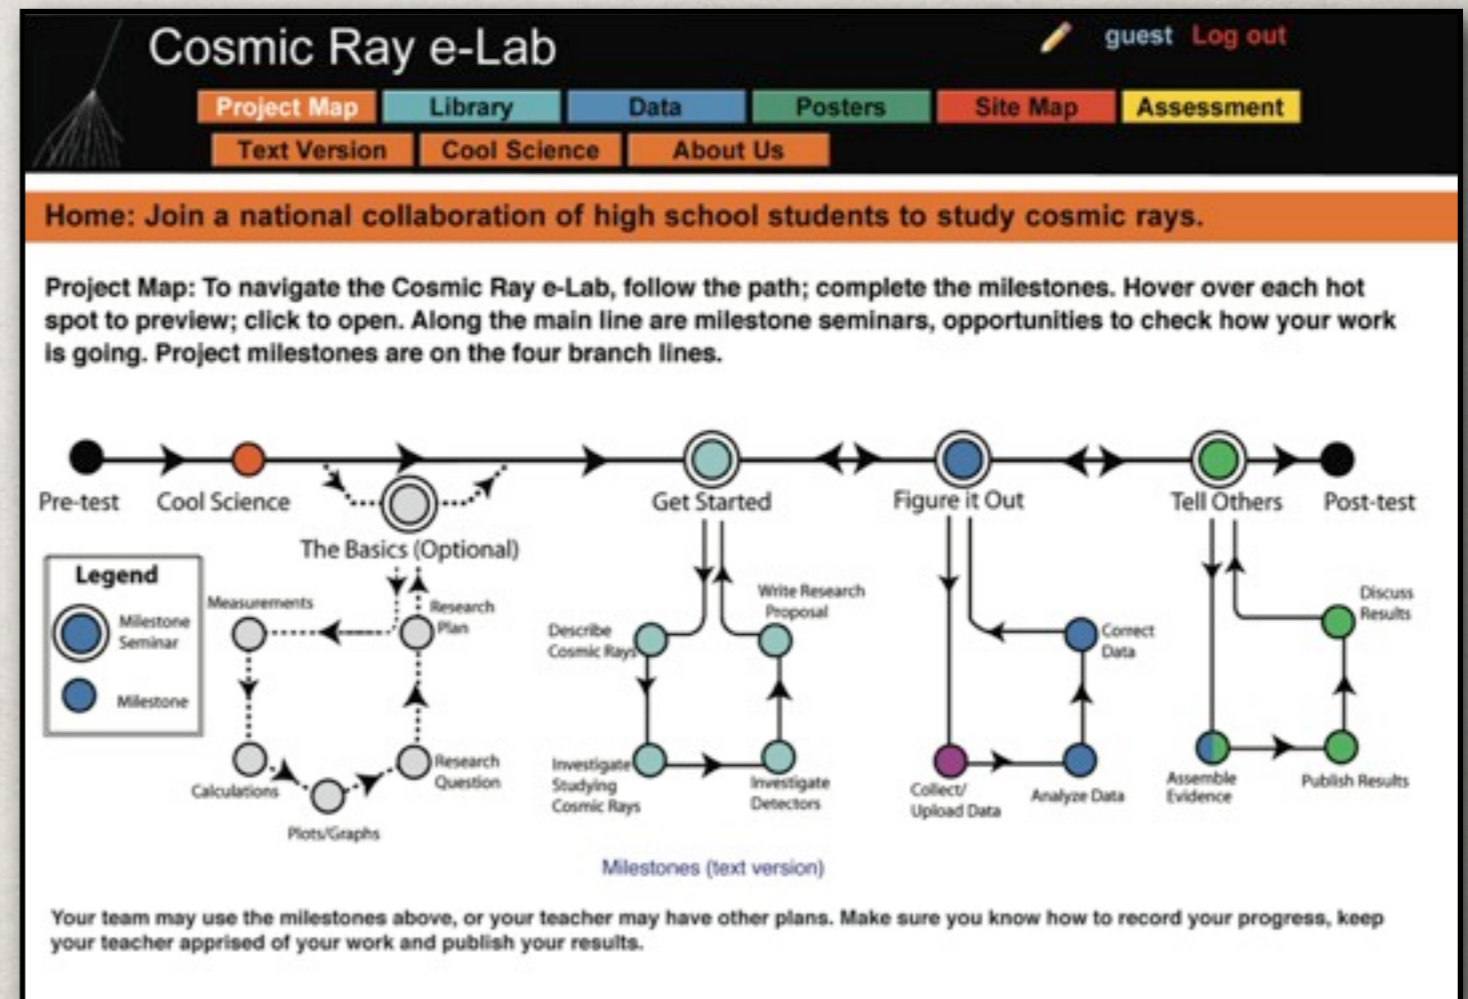 Cosmic Ray e-Lab
guest Log out
Project Map Library Data Posters Site Map Assessment
Text Version Cool Science About Us
Home: Join a national collaboration of high school students to study cosmic rays.
Project Map: To navigate the Cosmic Ray e-Lab, follow the path; complete the milestones. Hover over each hot
spot to preview; click to open. Along the main line are milestone seminars, opportunities to check how your work
is going. Project milestones are on the four branch lines.
Pre-test
Cool Science
The Basics (Optional)
Get Started
Figure it Out
Tell Others
Post-test
Legend
Milestone
Seminar
Milestone
Measurements
Calculations
Plots/Graphs
Research
Question
Research
Plan
Describe
Cosmic Rays
Investigate
Studying
Cosmic Rays
Investigate
Detectors
Write Research
Proposal
Collect/
Upload Data
Analyze Data
Correct
Data
Assemble
Evidence
Publish Results
Discuss
Results
Milestones (text version)
Your team may use the milestones above, or your teacher may have other plans. Make sure you know how to record your progress, keep
your teacher apprised of your work and publish your results.